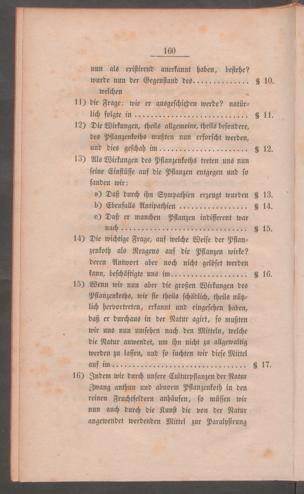 160
nun als existirend anerkannt haben, bestehe?
wurde nun der Gegenstand des . . . . . . . . . . . . § 10.
welchen
11) die Frage: wie er ausgeschieden werde? natür-
lich folgte in . . . . . . . . . . . . . . . . . . . . . . . . § 11.
12) Die Wirkungen, theils allgemeine, theils besondere,
des Pflanzenkoths mußten nun erforscht werden,
und dies geschah im . . . . . . . . . . . . . . . . . . . § 12.
13) Als Wirkungen des Pflanzenkoths treten uns nun
seine Einflüsse auf die Pflanzen entgegen und so
fanden wir:
a) Daß durch ihn Sympathien erzeugt wurden § 13.
b) Ebenfalls Antipathien . . . . . . . . . . . . . . . § 14.
c) Daß er manchen Pflanzen indifferent war
nach . . . . . . . . . . . . . . . . . . . . . . . . . . . . . § 15.
14) Die wichtige Frage, auf welche Weise der Pflan-
zenkoth als Reagens auf die Pflanzen wirke?
deren Antwort aber noch nicht gelöset werden
kann, beschäftigte uns im . . . . . . . . . . . . . . . § 16.
15) Wenn wir nun aber die großen Wirkungen des
Pflanzenkoths, wie sie theils schädlich, theils nütz-
lich hervortreten, erkannt und eingesehen haben,
daß er durchaus in der Natur agirt, so mußten
wir uns nun umsehen nach den Mitteln, welche
die Natur anwendet, um ihn nicht zu allgewaltig
werden zu lassen, und so suchten wir diese Mittel
auf im . . . . . . . . . . . . . . . . . . . . . . . . . . . . § 17.
16) Indem wir durch unsere Culturpflanzen der Natur
Zwang anthun und abnorm Pflanzenkoth in den
reinen Fruchtfeldern anhäufen, so müssen wir
nun auch durch die Kunst die von der Natur
angewendet werdenden Mittel zur Paralysirung